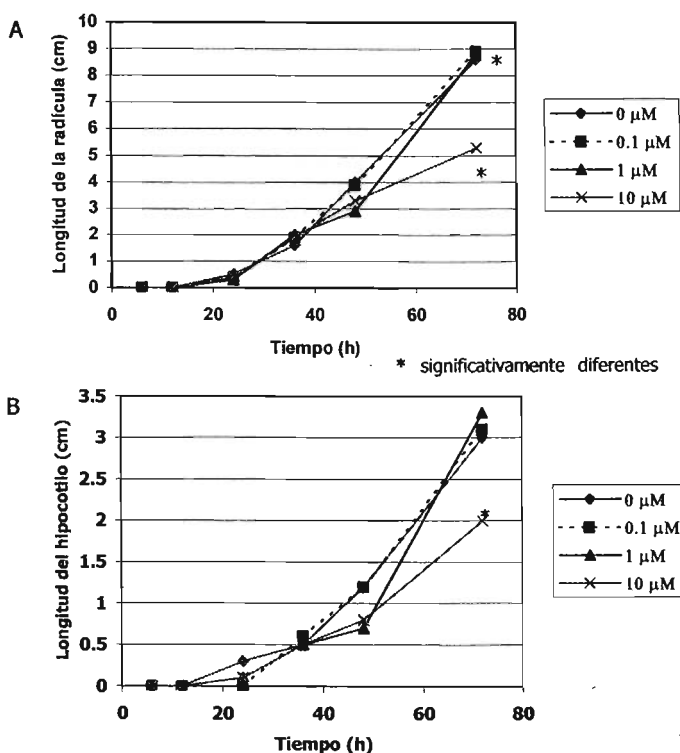 A
Longitud de la radícula (cm)
10
9
8
7
6
5
4
3
2
1
0
*
*
0 20 40 60 80
Tiempo (h)
0 µM
0.1 µM
1 µM
10 µM
* significativamente diferentes
B
Longitud del hipocotilo (cm)
3.5
3
2.5
2
1.5
1
0.5
0
*
0 20 40 60 80
Tiempo (h)
0 µM
0.1 µM
1 µM
10 µM